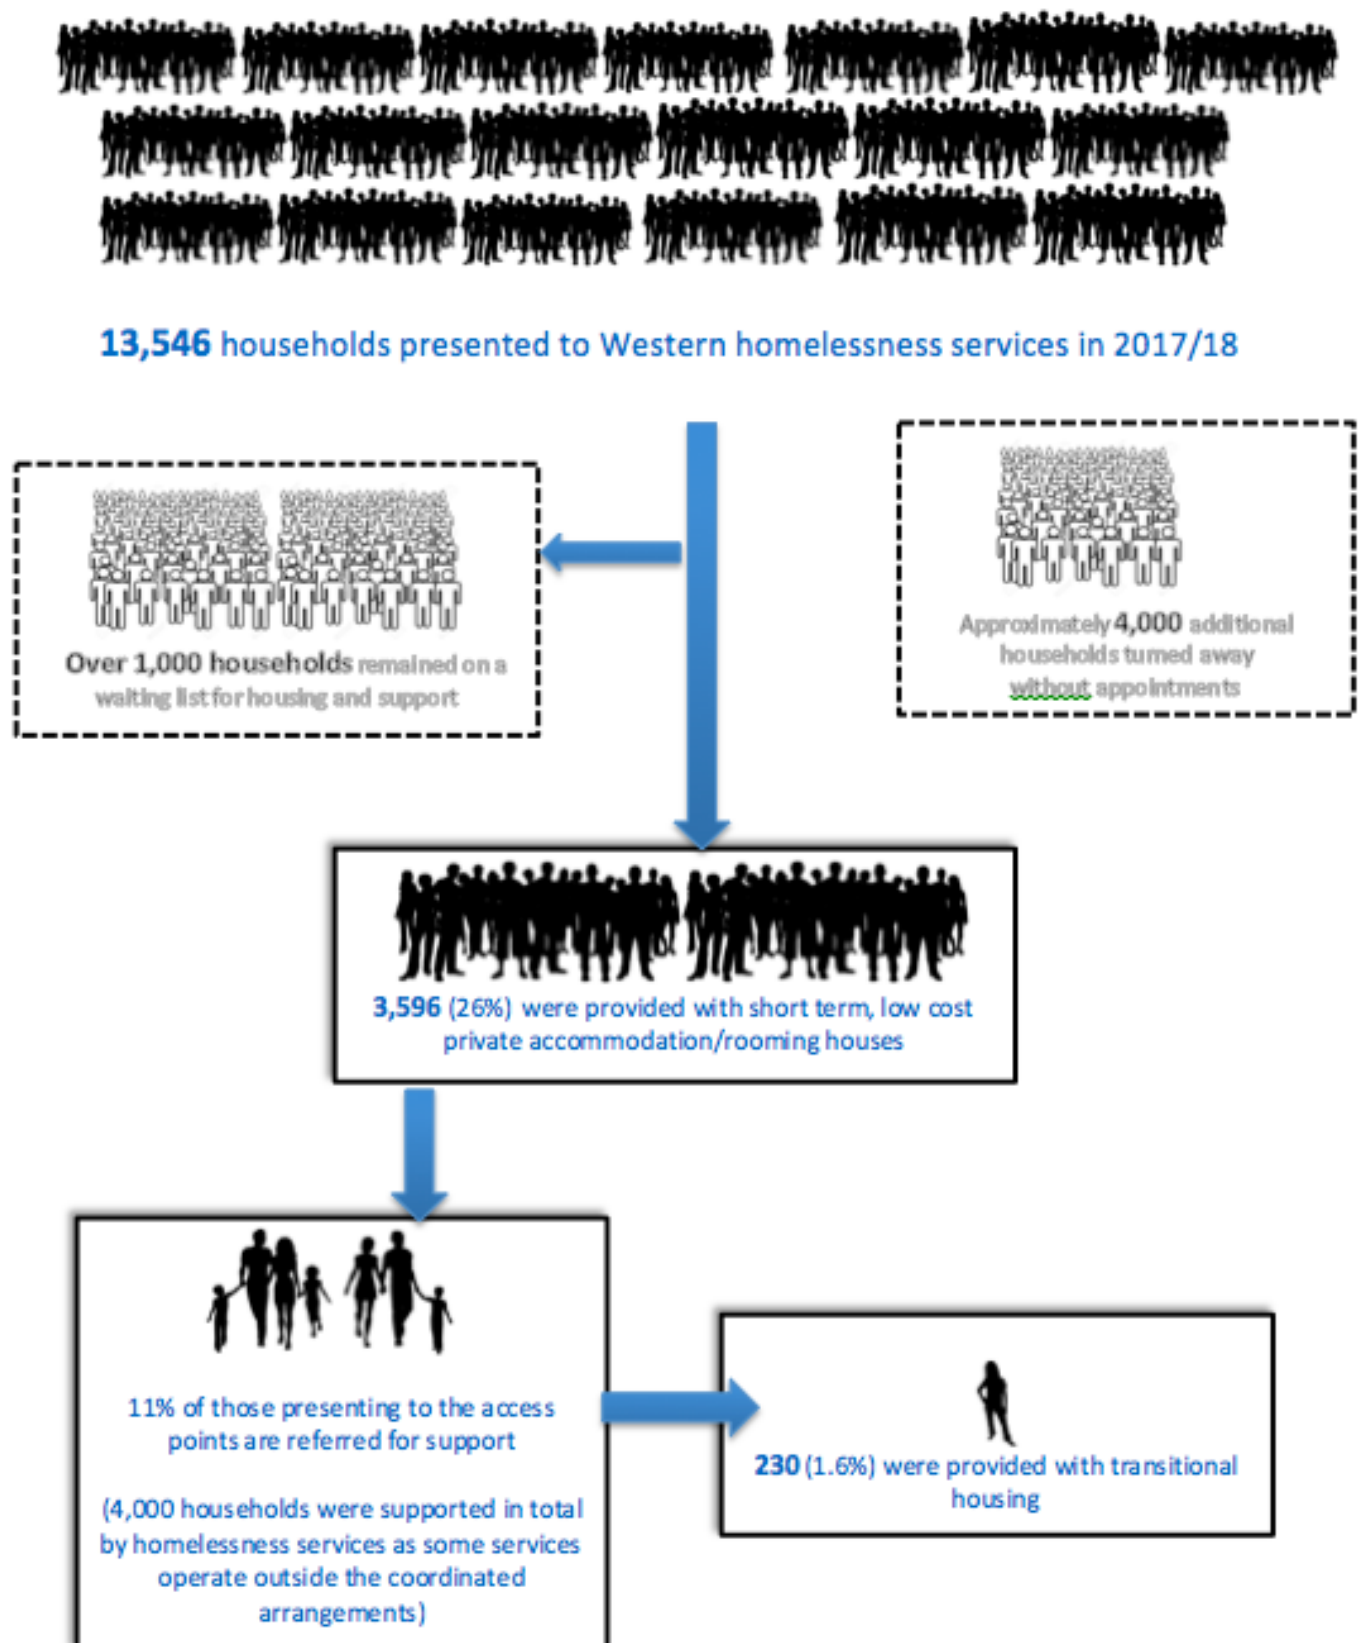 13,546 households presented to Western homelessness services in 2017/18
Over 1,000 households remained on a
waiting list for housing and support
Approximately 4,000 additional
households turned away
without appointments
3,596 (26%) were provided with short term, low cost
private accommodation/rooming houses
11% of those presenting to the access
points are referred for support
(4,000 households were supported in total
by homelessness services as some services
operate outside the coordinated
arrangements)
230 (1.6%) were provided with transitional
housing